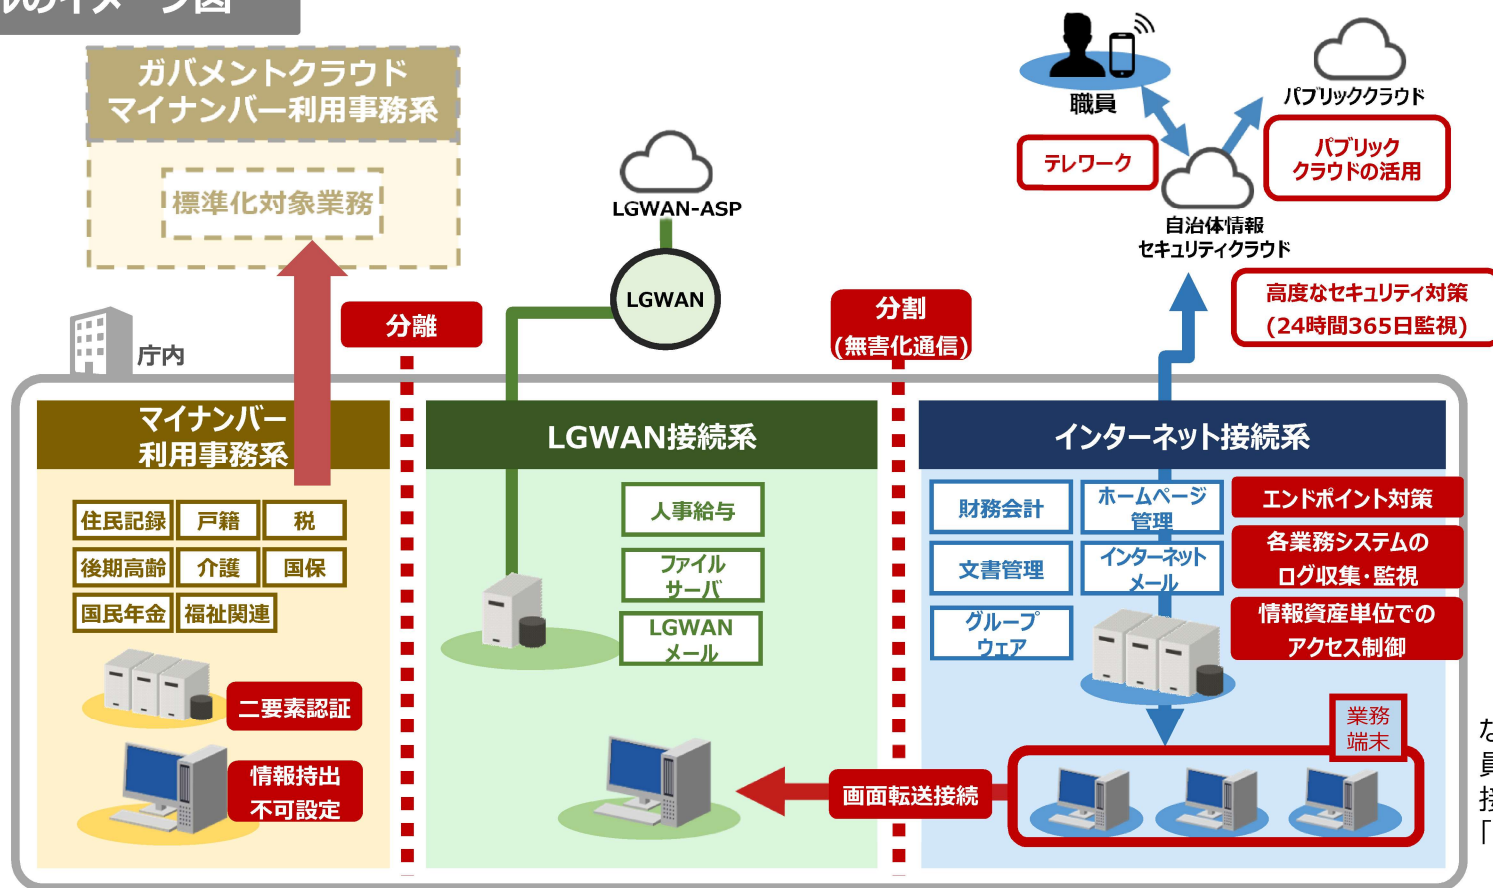 ルのイメージ図
ガバメントクラウド
マイナンバー利用事務系
標準化対象業務
LGWAN-ASP
LGWAN
職員
テレワーク
パブリッククラウド
パブリック
クラウドの活用
自治体情報
セキュリティクラウド
高度なセキュリティ対策
(24時間365日監視)
庁内
分離
分割
(無害化通信)
マイナンバー
利用事務系
住民記録
戸籍
税
後期高齢
介護
国保
国民年金
福祉関連
二要素認証
情報持出
不可設定
LGWAN接続系
人事給与
ファイル
サーバ
LGWAN
メール
画面転送接続
インターネット接続系
財務会計
ホームページ
管理
文書管理
インターネット
メール
グループ
ウェア
エンドポイント対策
各業務システムの
ログ収集・監視
情報資産単位での
アクセス制御
業務
端末
な
員
接
「